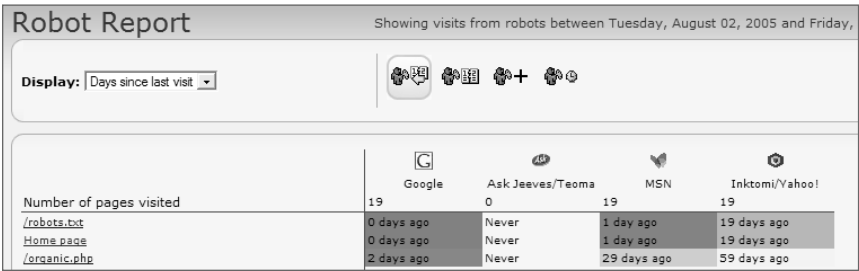 Robot Report
Showing visits from robots between Tuesday, August 02, 2005 and Friday,
Display: Days since last visit
G
Google Ask Jeeves/Teoma MSN Inktomi/Yahoo!
Number of pages visited 19 0 19 19
/robots.txt 0 days ago Never 1 day ago 19 days ago
Home page 0 days ago Never 1 day ago 19 days ago
/organic.php 2 days ago Never 29 days ago 59 days ago